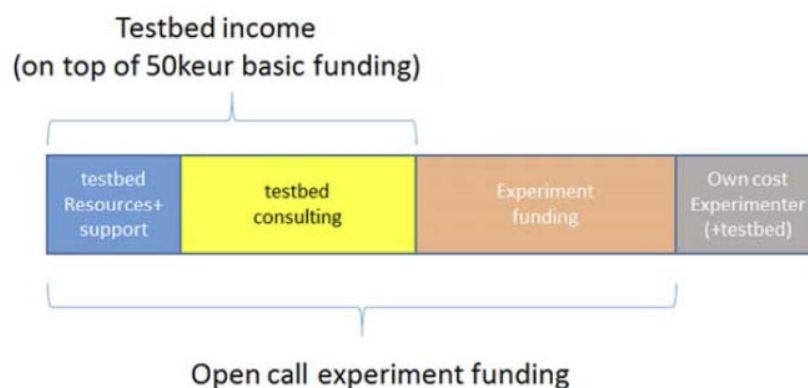 Testbed income
(on top of 50keur basic funding)
testbed
Resources+
support
testbed
consulting
Experiment
funding
Own cost
Experimenter
(+testbed)
Open call experiment funding